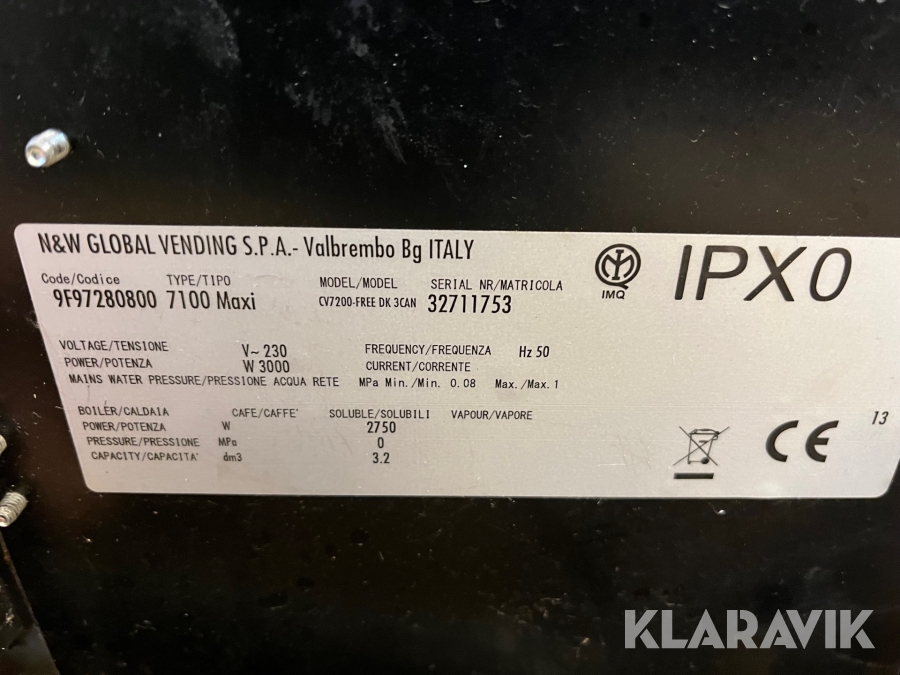 N&W GLOBAL VENDING S.P.A.- Valbrembo Bg ITALY
IMQ
IPX0
Code/Codice TYPE/TIPO MODEL/MODEL SERIAL NR/MATRICOLA
9F97280800 7100 Maxi CV7200-FREE DK 3CAN 32711753
VOLTAGE/TENSIONE V~ 230 FREQUENCY/FREQUENZA Hz 50
POWER/POTENZA W 3000 CURRENT/CORRENTE
MAINS WATER PRESSURE/PRESSIONE ACQUA RETE MPa Min./Min. 0.08 Max./Max. 1
BOILER/CALDAIA CAFE/CAFFE' SOLUBLE/SOLUBILI VAPOUR/VAPORE
POWER/POTENZA W 2750
PRESSURE/PRESSIONE MPa 0
CAPACITY/CAPACITA' dm3 3.2
CE
13
KLARAVIK